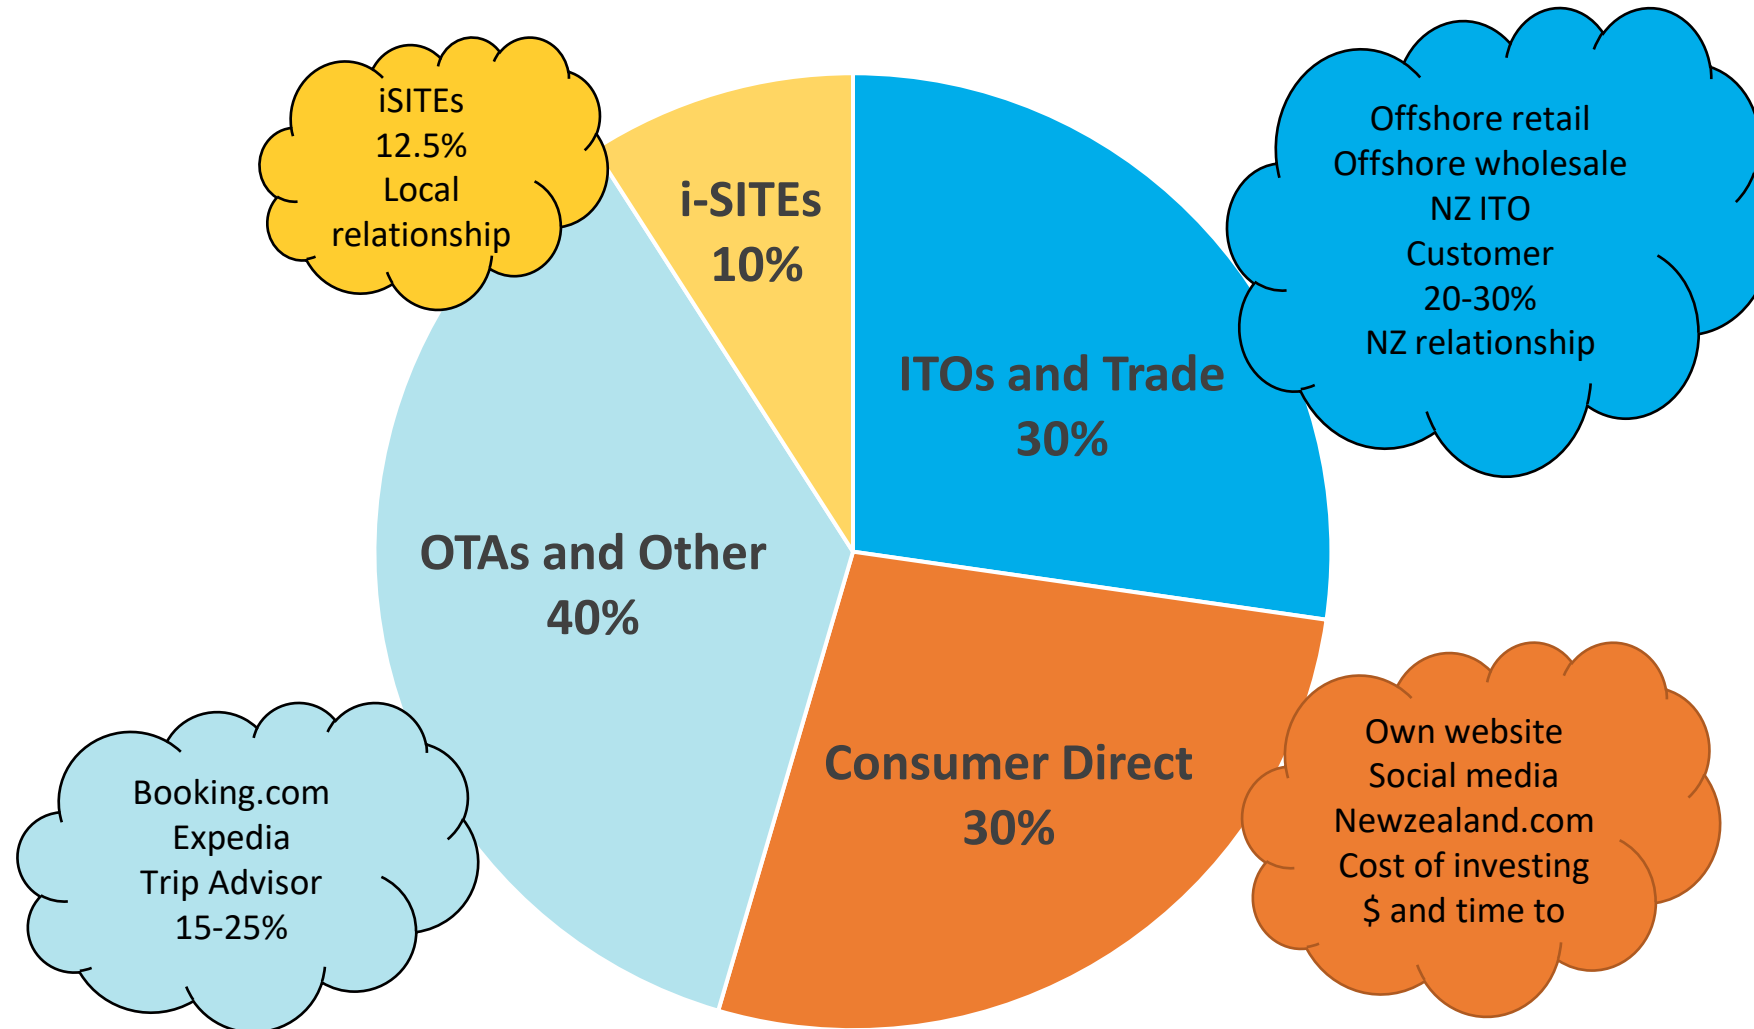 iSITEs
12.5%
Local
relationship
i-SITEs
10%
Offshore retail
Offshore wholesale
NZ ITO
Customer
20-30%
NZ relationship
ITOs and Trade
30%
OTAs and Other
40%
Consumer Direct
30%
Own website
Social media
Newzealand.com
Cost of investing
$ and time to
Booking.com
Expedia
Trip Advisor
15-25%